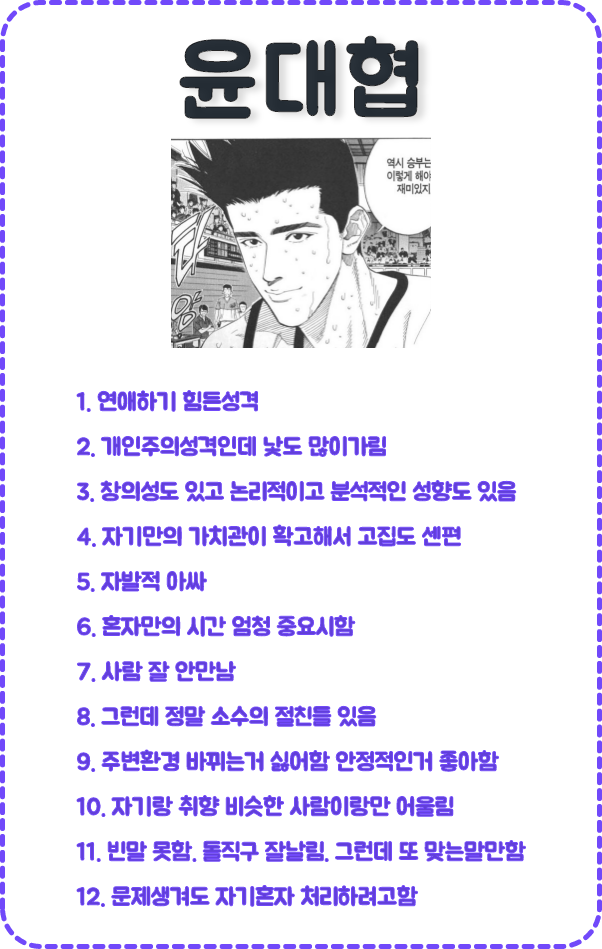 윤대협
역시 승부는
이렇게 해야
재미있지
1. 연애하기 힘든성격
2. 개인주의성격인데 낯도 많이가림
3. 창의성도 있고 논리적이고 분석적인 성향도 있음
4. 자기만의 가치관이 확고해서 고집도 센편
5. 자발적 아싸
6. 혼자만의 시간 엄청 중요시함
7. 사람 잘 안만남
8. 그런데 정말 소수의 절친들 있음
9. 주변환경 바뀌는거 싫어함 안정적인거 좋아함
10. 자기랑 취향 비슷한 사람이랑만 어울림
11. 빈말 못함. 돌직구 잘날림. 그런데 또 맞는말만함
12. 문제생겨도 자기혼자 처리하려고함